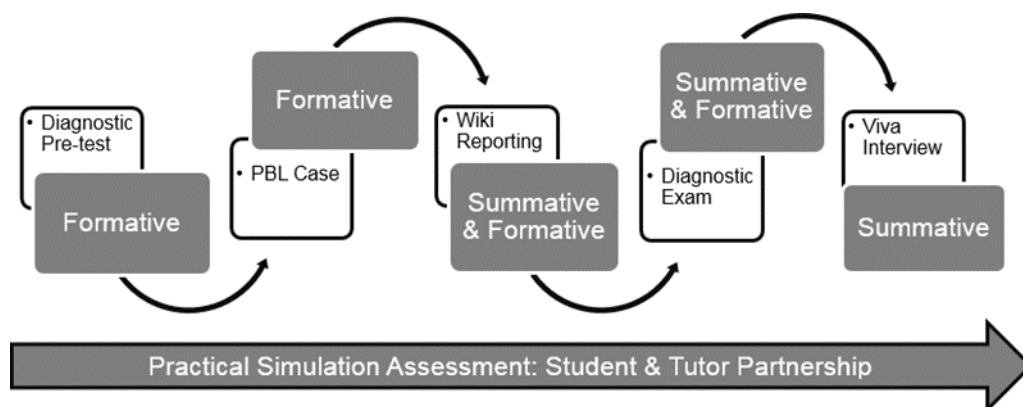 • Diagnostic
Pre-test
Formative
Formative
• PBL Case
• Wiki
Reporting
Summative
& Formative
Summative
& Formative
• Diagnostic
Exam
• Viva
Interview
Summative
Practical Simulation Assessment: Student & Tutor Partnership